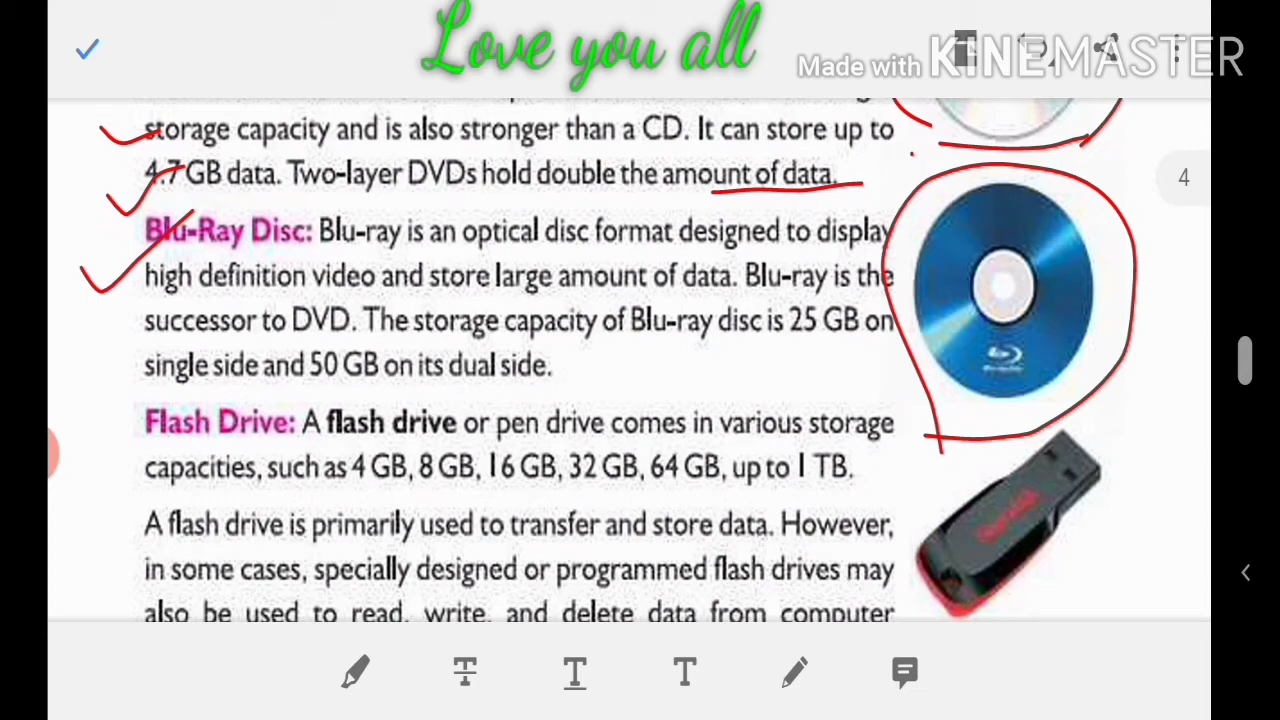 Love you all
Made with KINEMASTER
storage capacity and is also stronger than a CD. It can store up to
4.7 GB data. Two-layer DVDs hold double the amount of data.
4
Blu-Ray Disc: Blu-ray is an optical disc format designed to display
high definition video and store large amount of data. Blu-ray is the
successor to DVD. The storage capacity of Blu-ray disc is 25 GB on
single side and 50 GB on its dual side.
Flash Drive: A flash drive or pen drive comes in various storage
capacities, such as 4 GB, 8 GB, 16 GB, 32 GB, 64 GB, up to 1 TB.
SanDisk
A flash drive is primarily used to transfer and store data. However,
in some cases, specially designed or programmed flash drives may
also be used to read, write, and delete data from computer